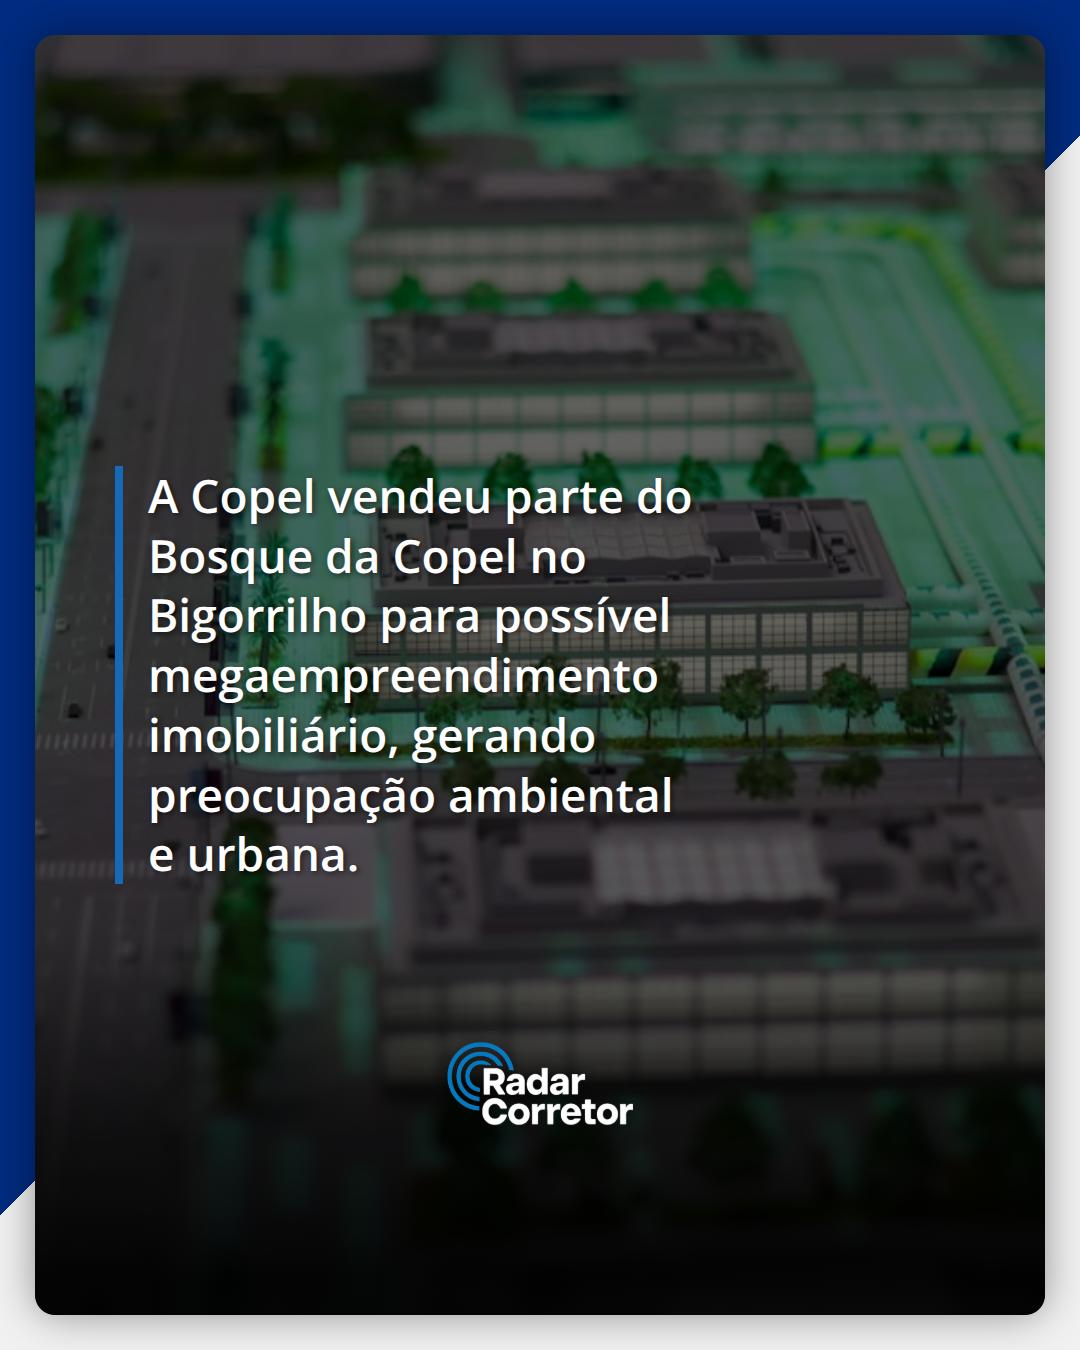 A Copel vendeu parte do
Bosque da Copel no
Bigorrilho para possível
megaempreendimento
imobiliário, gerando
preocupação ambiental
e urbana.
Radar
Corretor